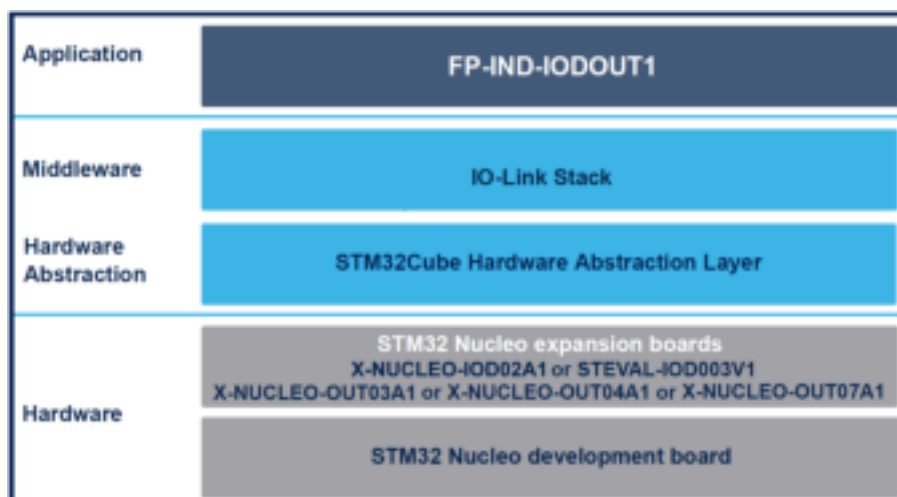 Application
FP-IND-IODOUT1
Middleware
IO-Link Stack
Hardware
Abstraction
STM32Cube Hardware Abstraction Layer
Hardware
STM32 Nucleo expansion boards
X-NUCLEO-IOD02A1 or STEVAL-IOD003V1
X-NUCLEO-OUT03A1 or X-NUCLEO-OUT04A1 or X-NUCLEO-OUT07A1
STM32 Nucleo development board